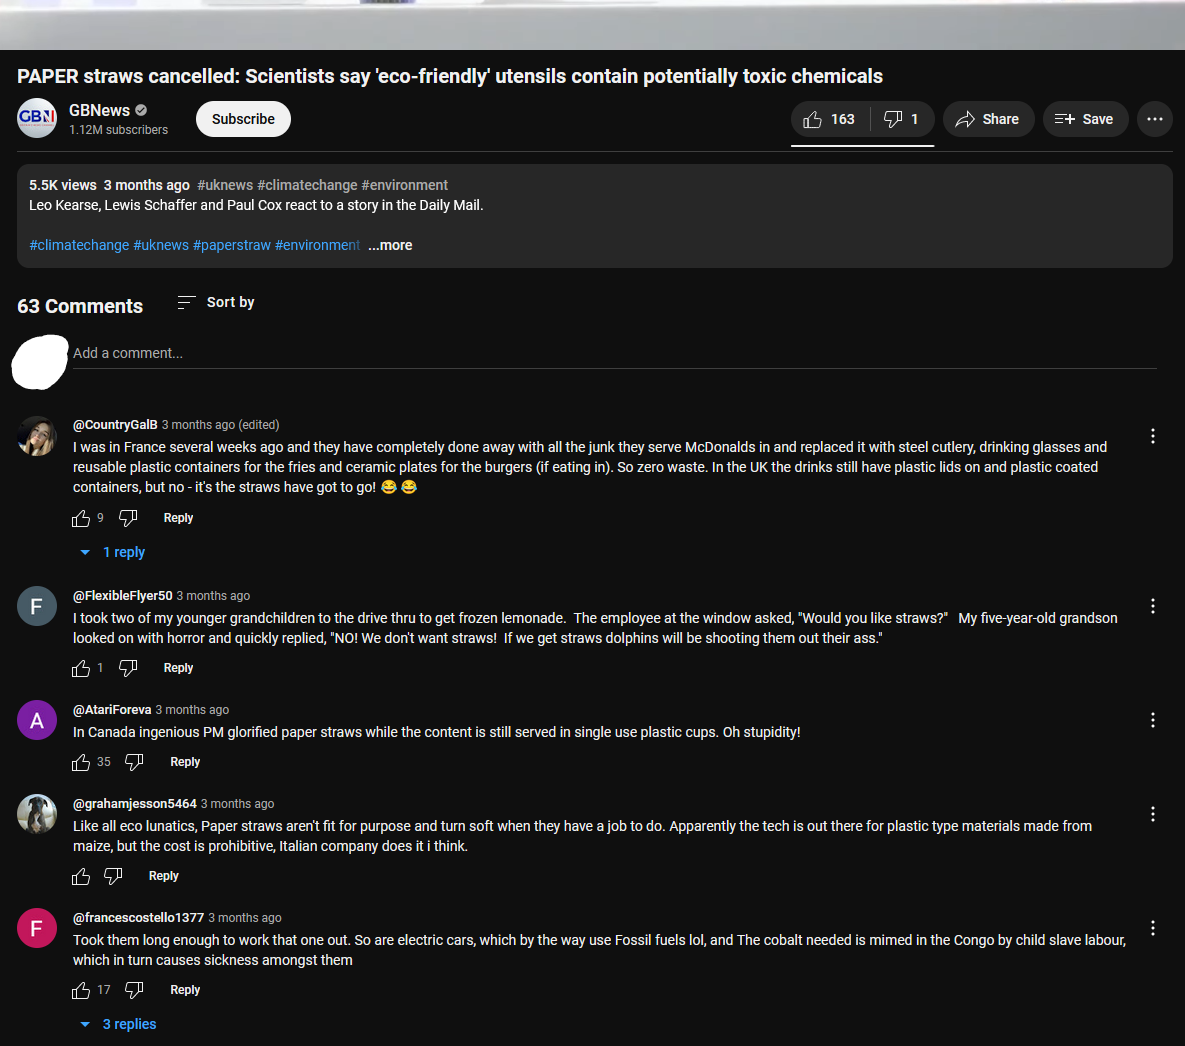 PAPER straws cancelled: Scientists say 'eco-friendly' utensils contain potentially toxic chemicals
GBN
GBNews
1.12M subscribers
Subscribe
163
1
Share
Save
5.5K views 3 months ago #uknews #climatechange #environment
Leo Kearse, Lewis Schaffer and Paul Cox react to a story in the Daily Mail.
#climatechange #uknews #paperstraw #environment ...more
63 Comments
Sort by
Add a comment...
@CountryGalB 3 months ago (edited)
I was in France several weeks ago and they have completely done away with all the junk they serve McDonalds in and replaced it with steel cutlery, drinking glasses and
reusable plastic containers for the fries and ceramic plates for the burgers (if eating in). So zero waste. In the UK the drinks still have plastic lids on and plastic coated
containers, but no - it's the straws have got to go! 😂 😂
9
Reply
1 reply
F
@FlexibleFlyer50 3 months ago
I took two of my younger grandchildren to the drive thru to get frozen lemonade. The employee at the window asked, "Would you like straws?" My five-year-old grandson
looked on with horror and quickly replied, "NO! We don't want straws! If we get straws dolphins will be shooting them out their ass."
1
Reply
A
@AtariForeva 3 months ago
In Canada ingenious PM glorified paper straws while the content is still served in single use plastic cups. Oh stupidity!
35
Reply
@grahamjesson5464 3 months ago
Like all eco lunatics, Paper straws aren't fit for purpose and turn soft when they have a job to do. Apparently the tech is out there for plastic type materials made from
maize, but the cost is prohibitive, Italian company does it i think.
Reply
F
@francescostello1377 3 months ago
Took them long enough to work that one out. So are electric cars, which by the way use Fossil fuels lol, and The cobalt needed is mimed in the Congo by child slave labour,
which in turn causes sickness amongst them
17
Reply
3 replies